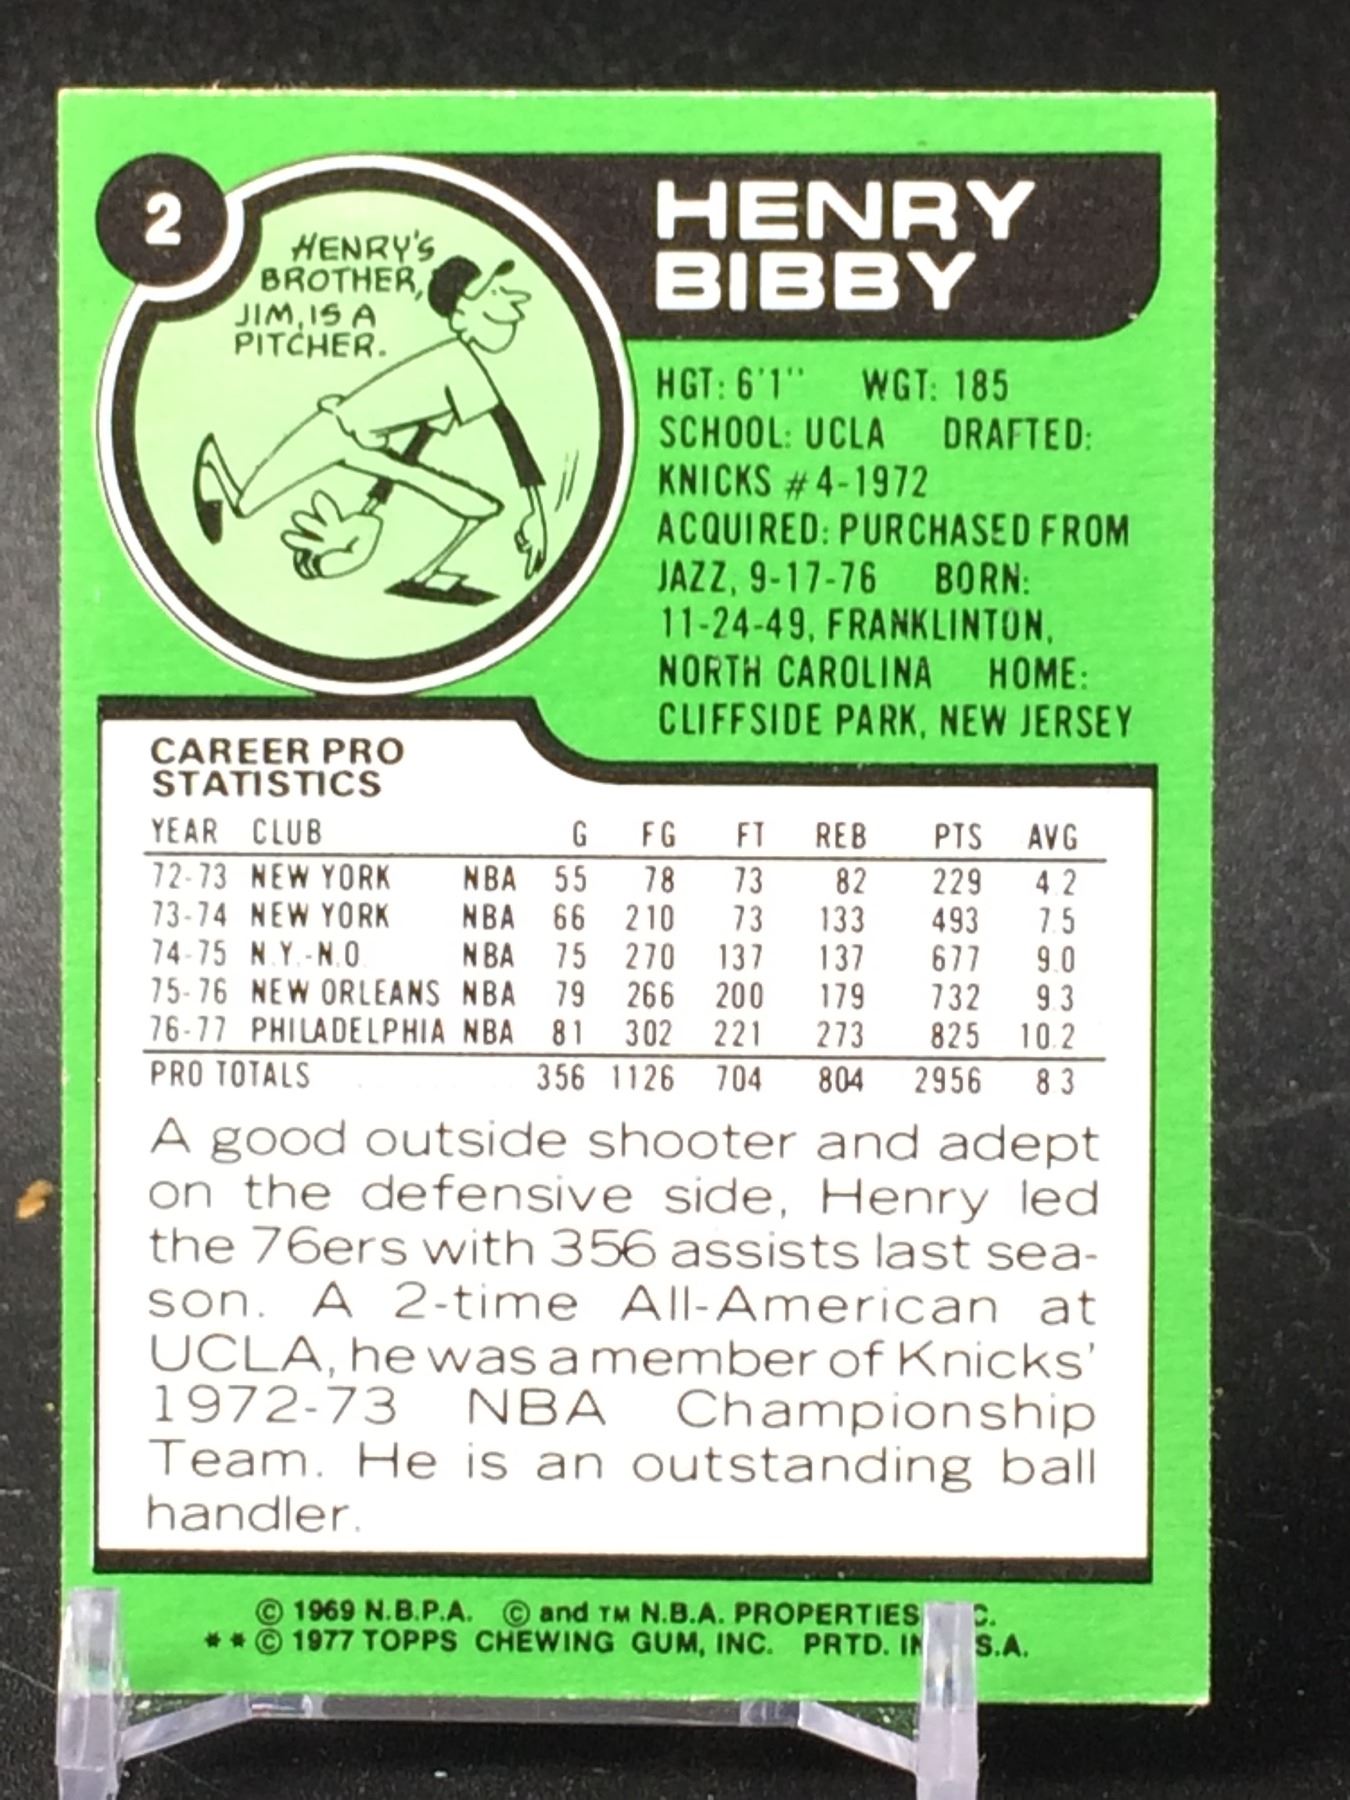 2
HENRY
BIBBY
HENRY'S
BROTHER,
JIM, IS A
PITCHER.
HGT: 6'1" WGT: 185
SCHOOL: UCLA DRAFTED:
KNICKS #4-1972
ACQUIRED: PURCHASED FROM
JAZZ, 9-17-76 BORN:
11-24-49, FRANKLINTON,
NORTH CAROLINA HOME:
CLIFFSIDE PARK, NEW JERSEY
CAREER PRO
STATISTICS
YEAR CLUB G FG FT REB PTS AVG
72-73 NEW YORK NBA 55 78 73 82 229 4.2
73-74 NEW YORK NBA 66 210 73 133 493 7.5
74-75 N.Y.-N.O. NBA 75 270 137 137 677 9.0
75-76 NEW ORLEANS NBA 79 266 200 179 732 9.3
76-77 PHILADELPHIA NBA 81 302 221 273 825 10.2
PRO TOTALS 356 1126 704 804 2956 8.3
A good outside shooter and adept
on the defensive side, Henry led
the 76ers with 356 assists last sea-
son. A 2-time All-American at
UCLA, he was a member of Knicks'
1972-73 NBA Championship
Team. He is an outstanding ball
handler.
© 1969 N.B.P.A. © and TM N.B.A. PROPERTIES C.
**© 1977 TOPPS CHEWING GUM, INC. PRTD. IN S.A.